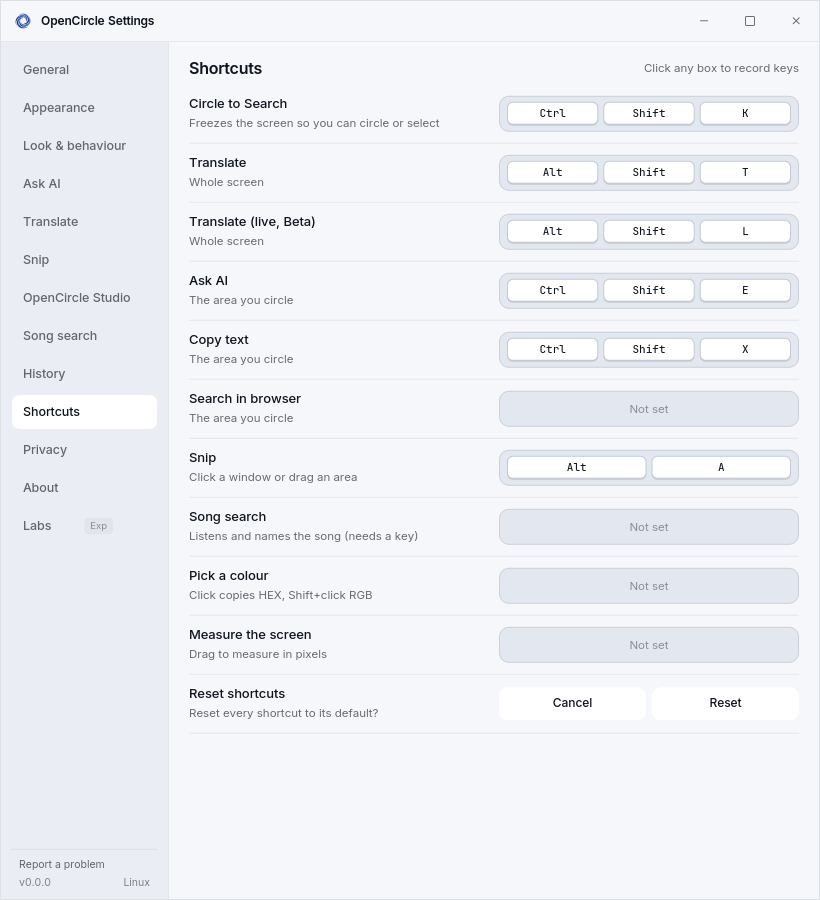 OpenCircle Settings
General
Appearance
Look & behaviour
Ask AI
Translate
Snip
OpenCircle Studio
Song search
History
Shortcuts
Privacy
About
Labs Exp
Report a problem
v0.0.0 Linux
Shortcuts Click any box to record keys
Circle to Search
Freezes the screen so you can circle or select
Ctrl Shift K
Translate
Whole screen
Alt Shift T
Translate (live, Beta)
Whole screen
Alt Shift L
Ask AI
The area you circle
Ctrl Shift E
Copy text
The area you circle
Ctrl Shift X
Search in browser
The area you circle
Not set
Snip
Click a window or drag an area
Alt A
Song search
Listens and names the song (needs a key)
Not set
Pick a colour
Click copies HEX, Shift+click RGB
Not set
Measure the screen
Drag to measure in pixels
Not set
Reset shortcuts
Reset every shortcut to its default?
Cancel Reset